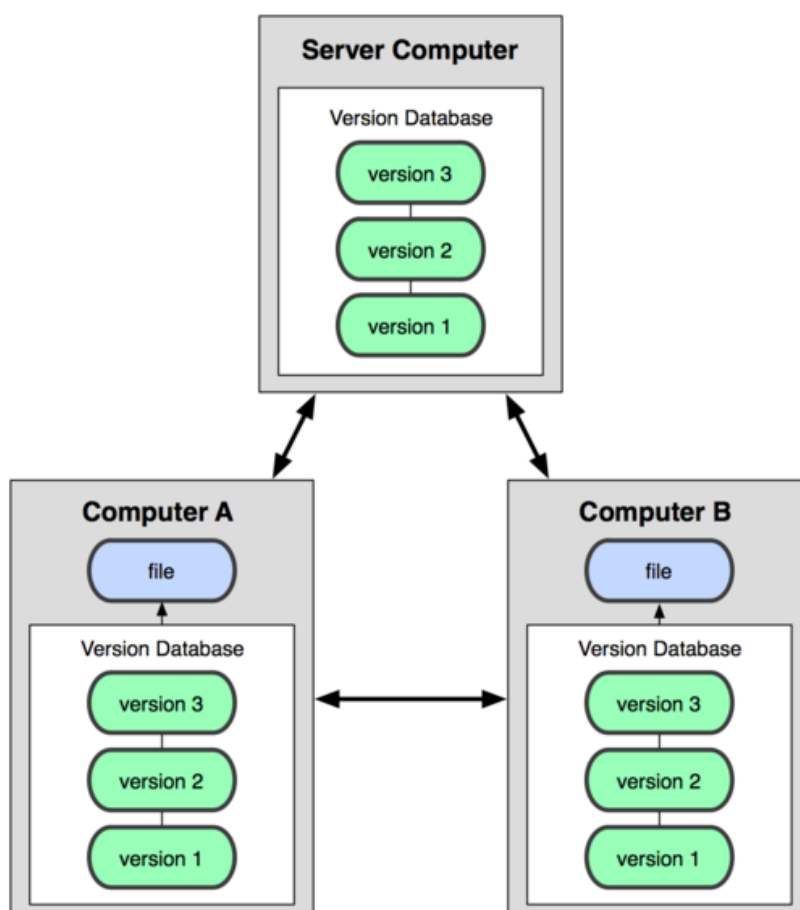 Server Computer
Version Database
version 3
version 2
version 1
Computer A
file
Version Database
version 3
version 2
version 1
Computer B
file
Version Database
version 3
version 2
version 1